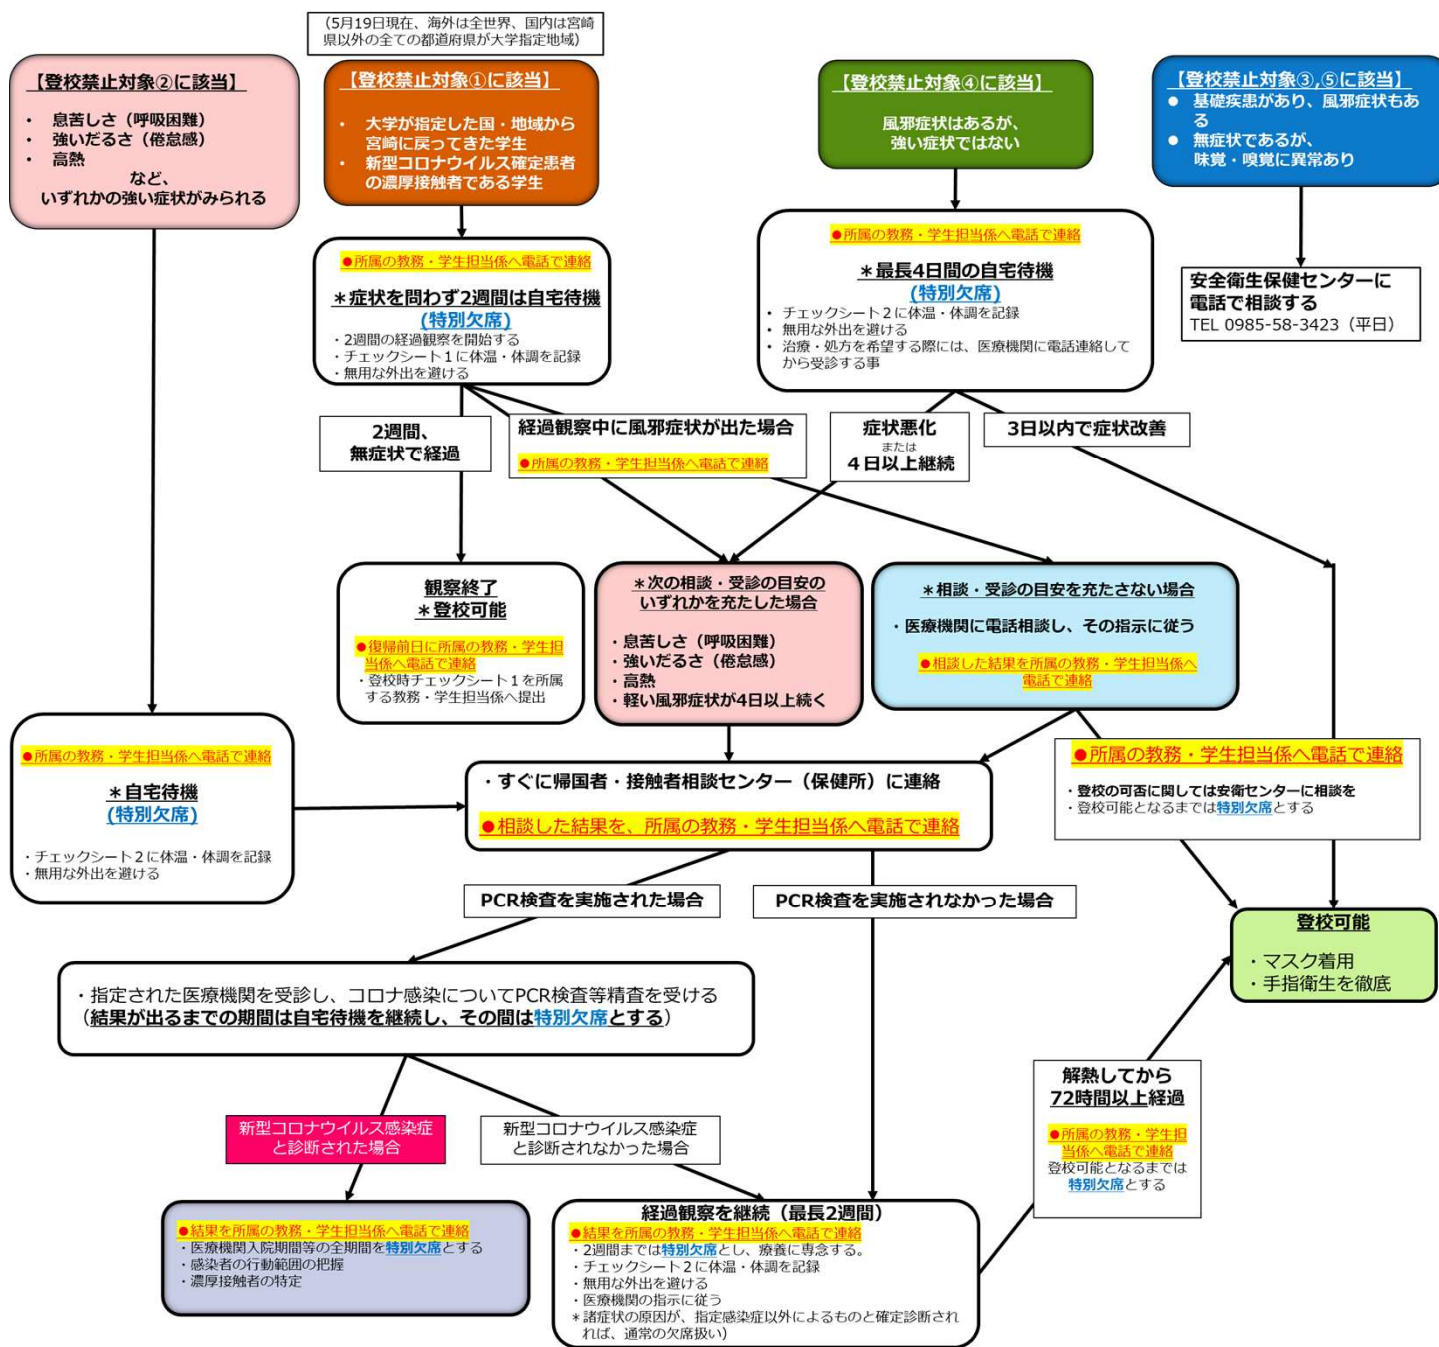 （5月19日現在、海外は全世界、国内は宮崎
県以外の全ての都道府県が大学指定地域）
【登校禁止対象②に該当】
・ 息苦しさ（呼吸困難）
・ 強いだるさ（倦怠感）
・ 高熱
など、
いずれかの強い症状がみられる
【登校禁止対象①に該当】
・ 大学が指定した国・地域から
宮崎に戻ってきた学生
・ 新型コロナウイルス確定患者
の濃厚接触者である学生
【登校禁止対象④に該当】
風邪症状はあるが、
強い症状ではない
【登校禁止対象③,⑤に該当】
● 基礎疾患があり、風邪症状もあ
る
● 無症状であるが、
味覚・嗅覚に異常あり
●所属の教務・学生担当係へ電話で連絡
＊症状を問わず2週間は自宅待機
(特別欠席)
・2週間の経過観察を開始する
・チェックシート１に体温・体調を記録
・無用な外出を避ける
●所属の教務・学生担当係へ電話で連絡
＊最長4日間の自宅待機
(特別欠席)
・ チェックシート２に体温・体調を記録
・ 無用な外出を避ける
・ 治療・処方を希望する際には、医療機関に電話連絡して
から受診する事
安全衛生保健センターに
電話で相談する
TEL 0985-58-3423（平日）
2週間、
無症状で経過
経過観察中に風邪症状が出た場合
●所属の教務・学生担当係へ電話で連絡
症状悪化
または
４日以上継続
3日以内で症状改善
観察終了
＊登校可能
●復帰前日に所属の教務・学生担
当係へ電話で連絡
・登校時チェックシート１を所属
する教務・学生担当係へ提出
＊次の相談・受診の目安の
いずれかを充たした場合
・息苦しさ（呼吸困難）
・強いだるさ（倦怠感）
・高熱
・軽い風邪症状が4日以上続く
＊相談・受診の目安を充たさない場合
・医療機関に電話相談し、その指示に従う
●相談した結果を所属の教務・学生担当係へ
電話で連絡
●所属の教務・学生担当係へ電話で連絡
＊自宅待機
(特別欠席)
・チェックシート２に体温・体調を記録
・無用な外出を避ける
・すぐに帰国者・接触者相談センター（保健所）に連絡
●相談した結果を、所属の教務・学生担当係へ電話で連絡
●所属の教務・学生担当係へ電話で連絡
・登校の可否に関しては安衛センターに相談を
・登校可能となるまでは特別欠席とする
PCR検査を実施された場合
PCR検査を実施されなかった場合
登校可能
・マスク着用
・手指衛生を徹底
・指定された医療機関を受診し、コロナ感染についてPCR検査等精査を受ける
（結果が出るまでの期間は自宅待機を継続し、その間は特別欠席とする）
解熱してから
72時間以上経過
●所属の教務・学生担
当係へ電話で連絡
登校可能となるまでは
特別欠席とする
新型コロナウイルス感染症
と診断された場合
新型コロナウイルス感染症
と診断されなかった場合
●結果を所属の教務・学生担当係へ電話で連絡
・医療機関入院期間等の全期間を特別欠席とする
・感染者の行動範囲の把握
・濃厚接触者の特定
経過観察を継続（最長2週間）
●結果を所属の教務・学生担当係へ電話で連絡
・2週間までは特別欠席とし、療養に専念する。
・チェックシート２に体温・体調を記録
・無用な外出を避ける
・医療機関の指示に従う
＊諸症状の原因が、指定感染症以外によるものと確定診断され
れば、通常の欠席扱い）